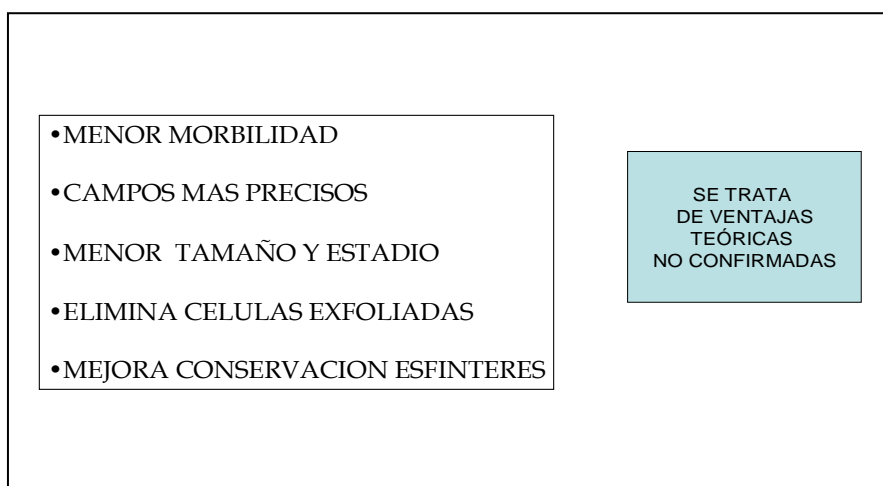 •MENOR MORBILIDAD
•CAMPOS MAS PRECISOS
•MENOR TAMAÑO Y ESTADIO
•ELIMINA CELULAS EXFOLIADAS
•MEJORA CONSERVACION ESFINTERES
SE TRATA
DE VENTAJAS
TEÓRICAS
NO CONFIRMADAS